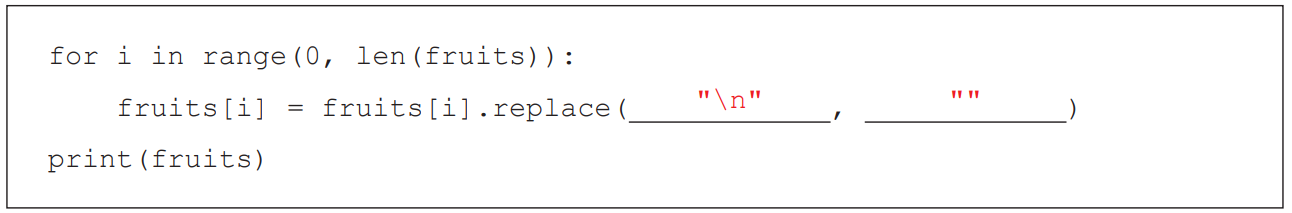 for i in range(0, len(fruits)):
    fruits[i] = fruits[i].replace("\n", "")
print(fruits)